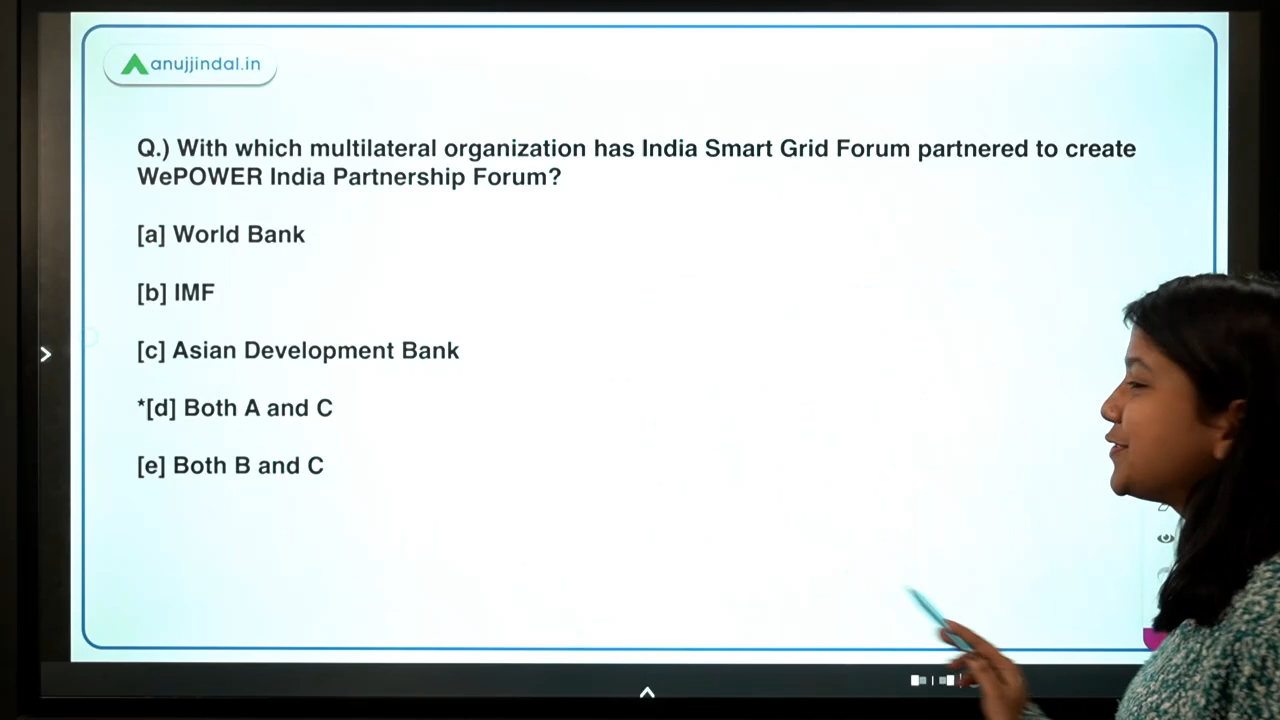 anujjindal.in
Q.) With which multilateral organization has India Smart Grid Forum partnered to create
WePOWER India Partnership Forum?
[a] World Bank
[b] IMF
[c] Asian Development Bank
*[d] Both A and C
[e] Both B and C